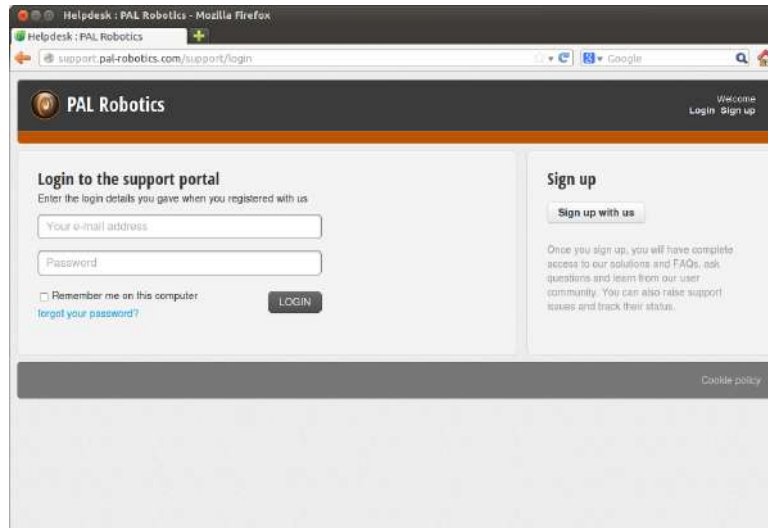 Helpdesk : PAL Robotics - Mozilla Firefox
Helpdesk : PAL Robotics
support.pal-robotics.com/support/login
Google
PAL Robotics
Welcome
Login Sign up
Login to the support portal
Enter the login details you gave when you registered with us
Your e-mail address
Password
Remember me on this computer
LOGIN
forgot your password?
Sign up
Sign up with us
Once you sign up, you will have complete
access to our solutions and FAQs, ask
questions and learn from our user
community. You can also raise support
issues and track their status.
Cookie policy